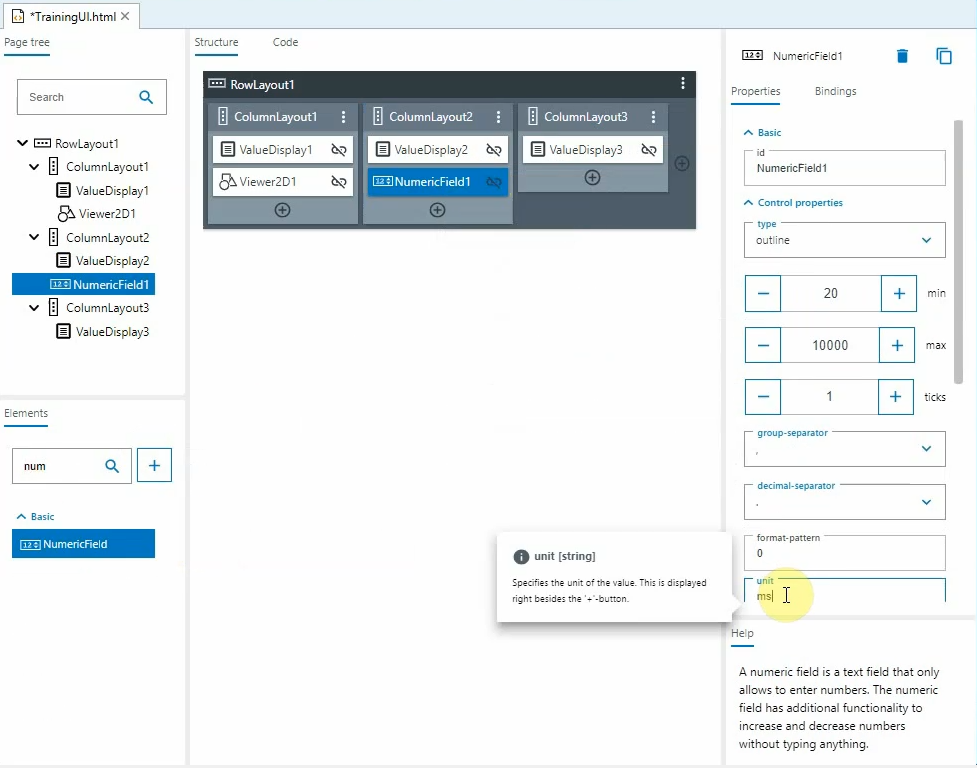 *TrainingUI.html
Page tree
Search
RowLayout1
ColumnLayout1
ValueDisplay1
Viewer2D1
ColumnLayout2
ValueDisplay2
NumericField1
ColumnLayout3
ValueDisplay3
Elements
num
Basic
NumericField
Structure
Code
RowLayout1
ColumnLayout1
ValueDisplay1
Viewer2D1
ColumnLayout2
ValueDisplay2
NumericField1
ColumnLayout3
ValueDisplay3
unit [string]
Specifies the unit of the value. This is displayed
right besides the '+'-button.
NumericField1
Properties
Bindings
Basic
id
NumericField1
Control properties
type
outline
20
min
10000
max
1
ticks
group-separator
,
decimal-separator
.
format-pattern
0
unit
ms
Help
A numeric field is a text field that only
allows to enter numbers. The numeric
field has additional functionality to
increase and decrease numbers
without typing anything.